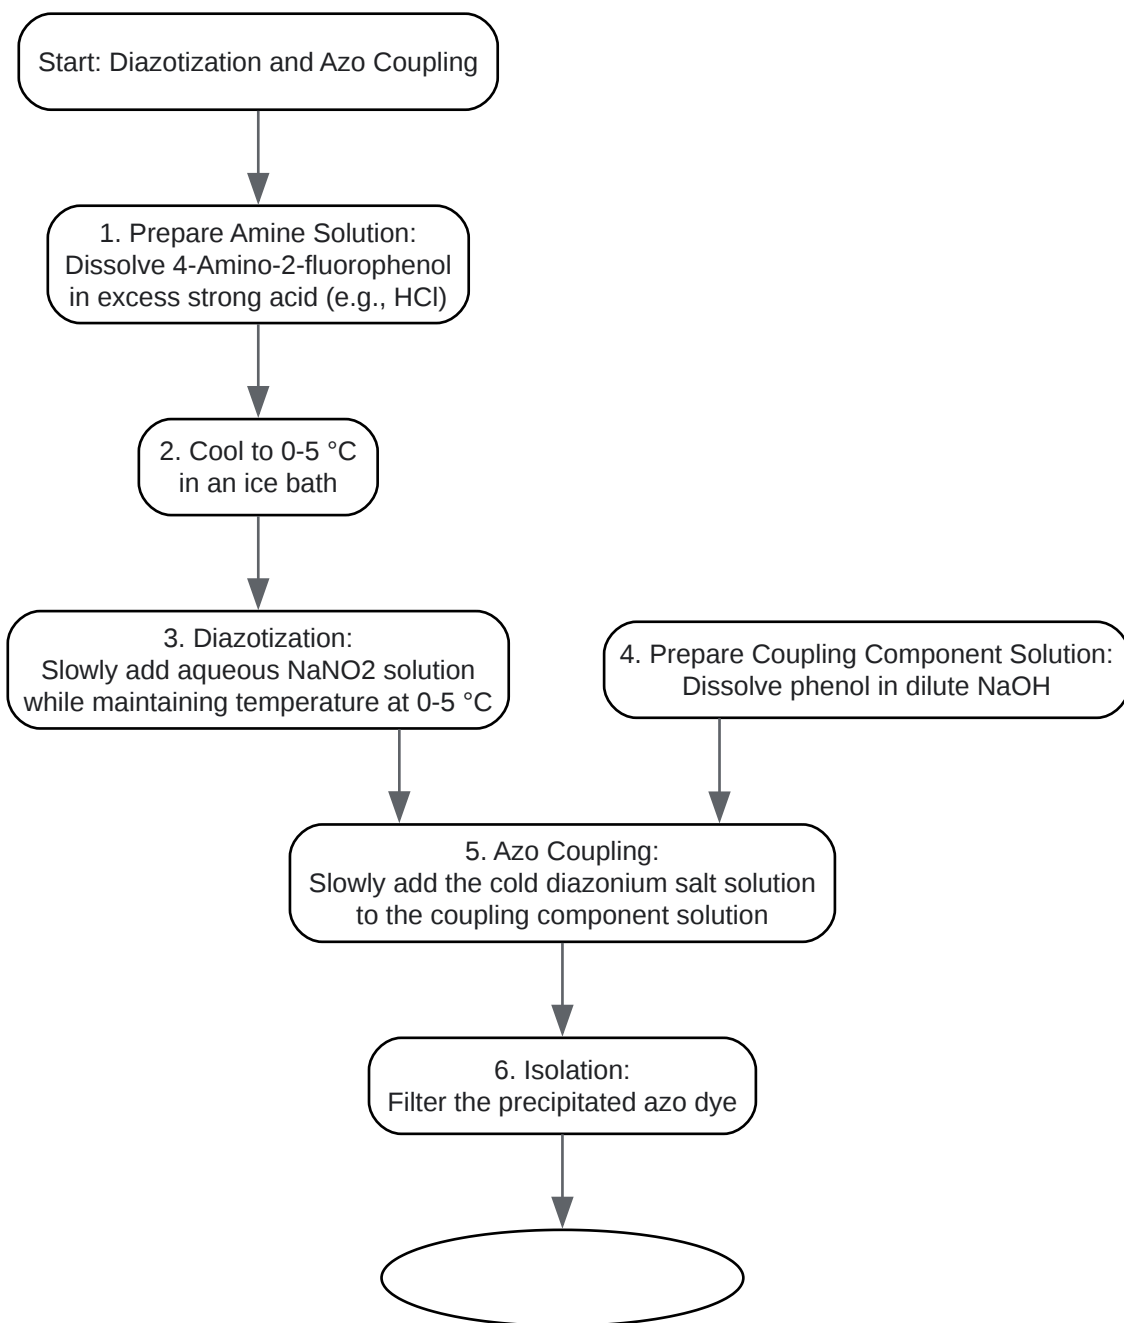 Start: Diazotization and Azo Coupling
1. Prepare Amine Solution:
Dissolve 4-Amino-2-fluorophenol
in excess strong acid (e.g., HCl)
2. Cool to 0-5 °C
in an ice bath
3. Diazotization:
Slowly add aqueous NaNO2 solution
while maintaining temperature at 0-5 °C
4. Prepare Coupling Component Solution:
Dissolve phenol in dilute NaOH
5. Azo Coupling:
Slowly add the cold diazonium salt solution
to the coupling component solution
6. Isolation:
Filter the precipitated azo dye